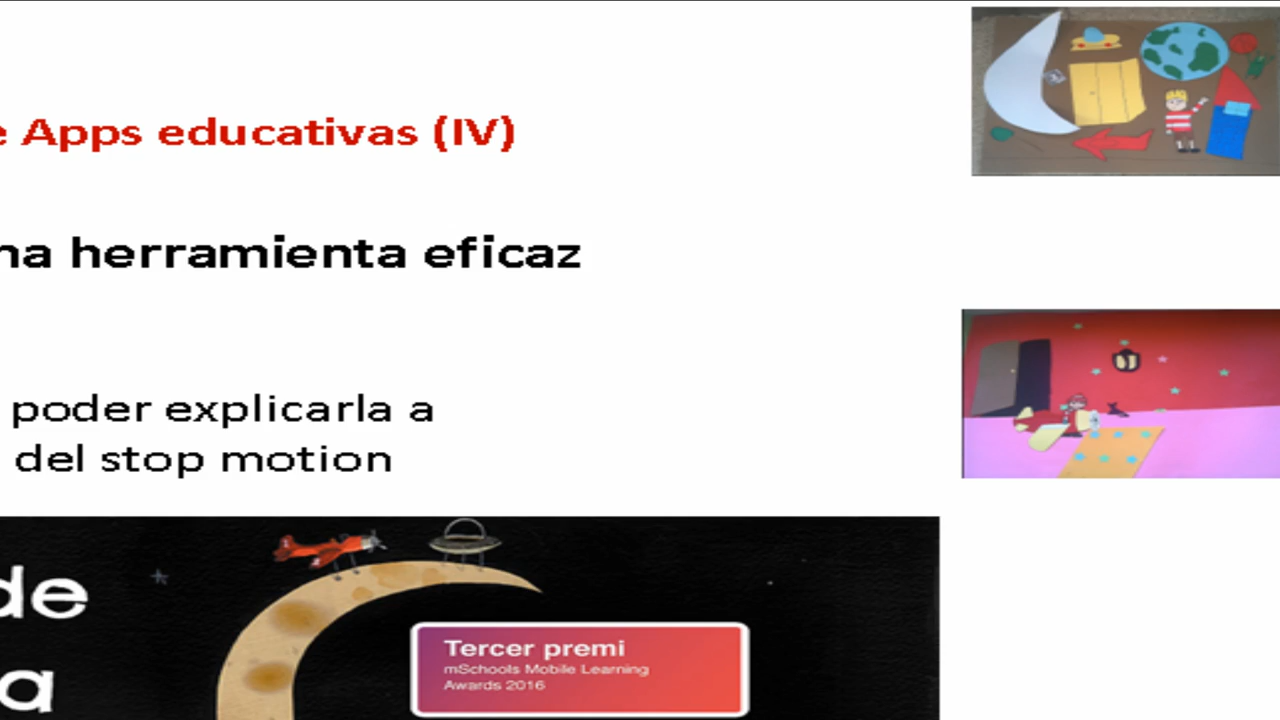 e Apps educativas (IV)
na herramienta eficaz
poder explicarla a
del stop motion
de
a
Tercer premi
mSchools Mobile Learning
Awards 2016